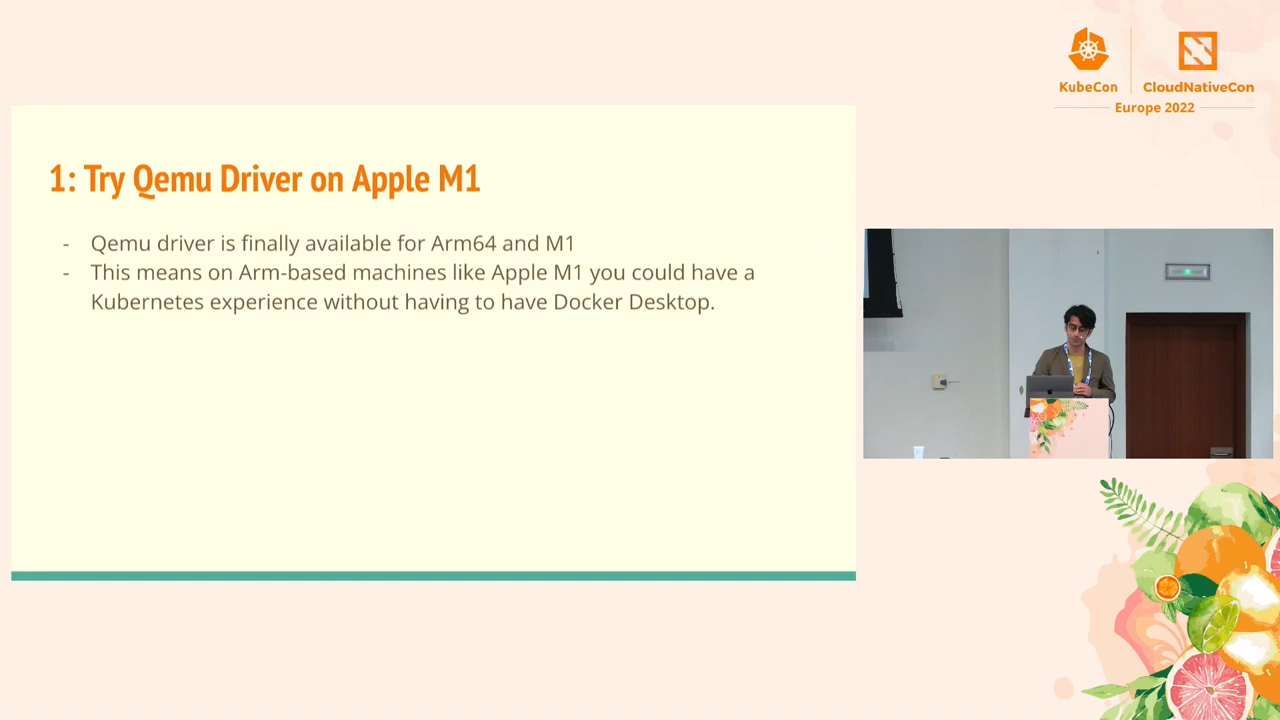 KubeCon
CloudNativeCon
Europe 2022
1: Try Qemu Driver on Apple M1
- Qemu driver is finally available for Arm64 and M1
- This means on Arm-based machines like Apple M1 you could have a
Kubernetes experience without having to have Docker Desktop.